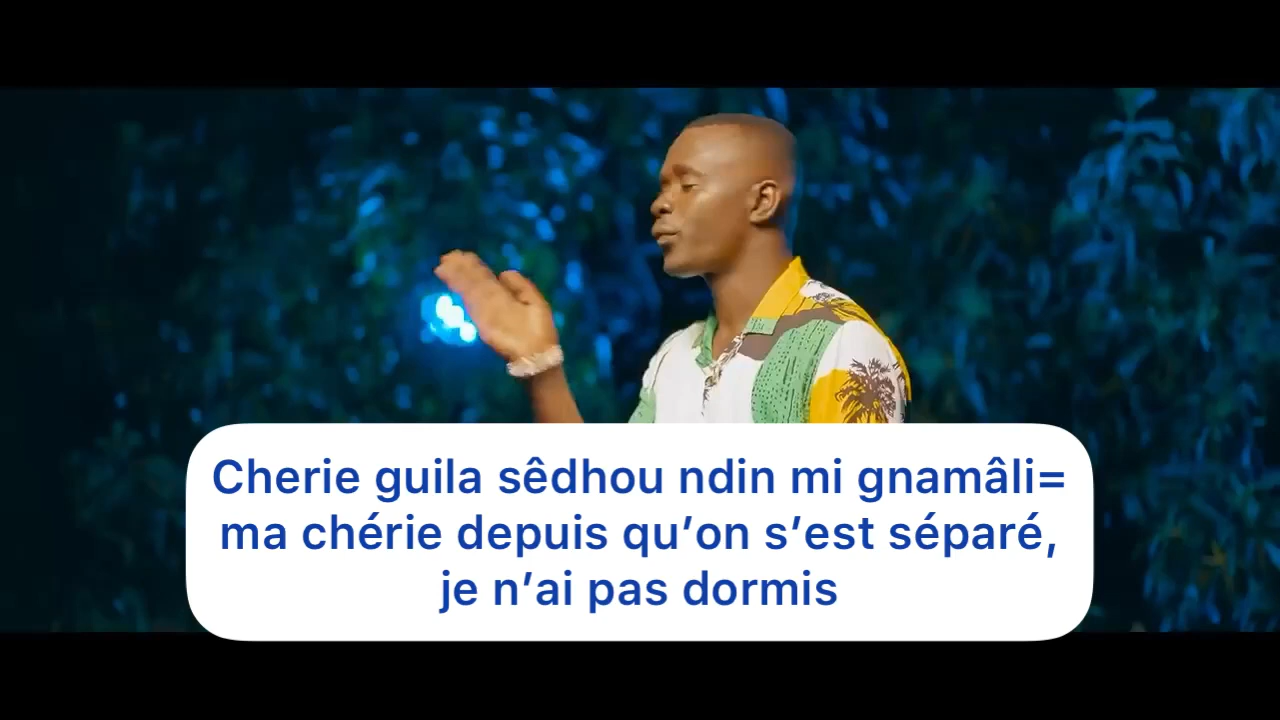 Cherie guila sêdhou ndin mi gnamâli=
ma chérie depuis qu’on s’est séparé,
je n’ai pas dormis